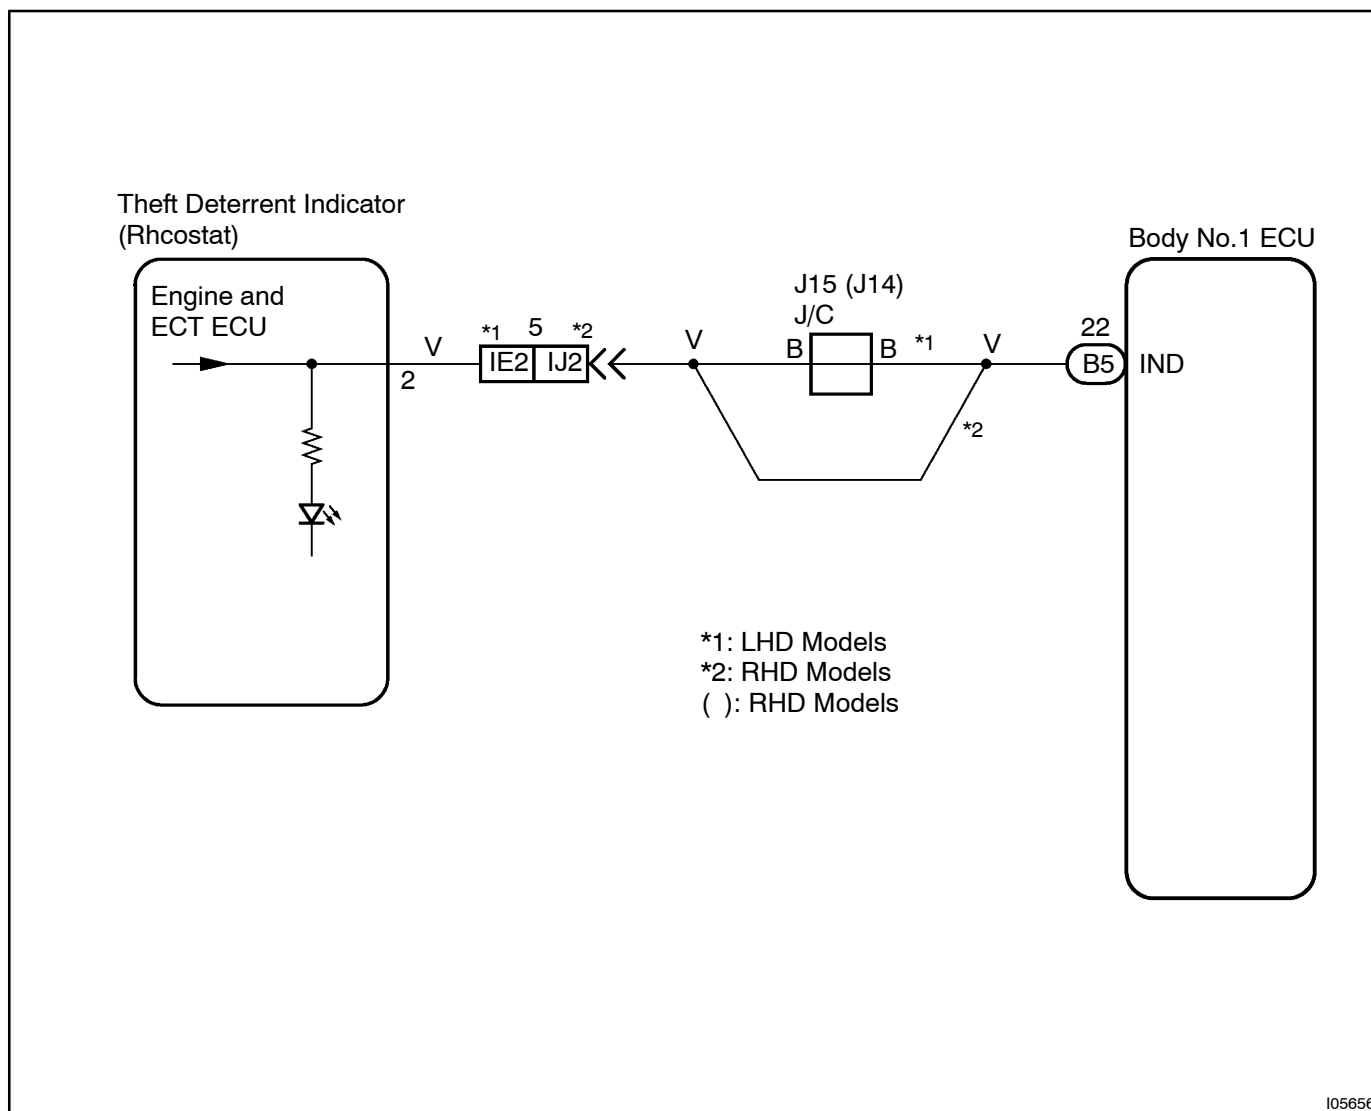 Theft Deterrent Indicator
(Rhcostat)
Engine and
ECT ECU
V
2
*1 5 *2
IE2 IJ2
V
J15 (J14)
J/C
B B *1
V
*2
Body No.1 ECU
22
B5 IND
*1: LHD Models
*2: RHD Models
( ): RHD Models